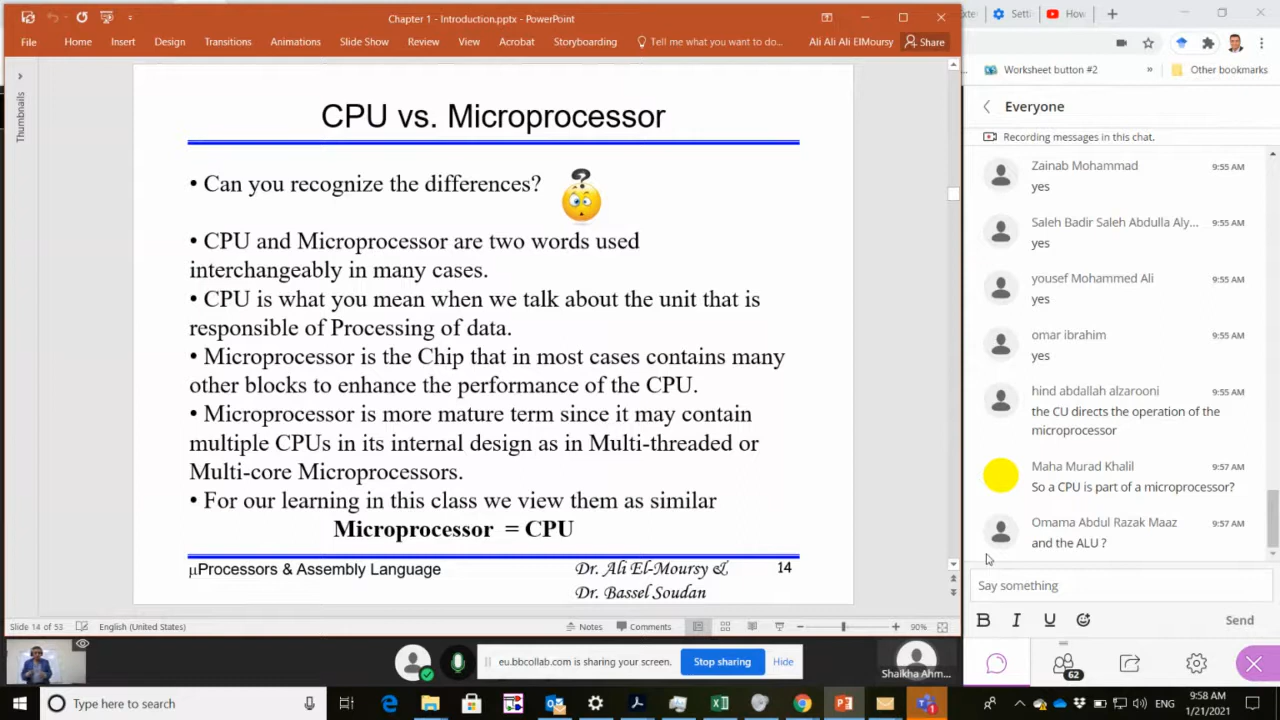 Chapter 1 - Introduction.pptx - PowerPoint
File Home Insert Design Transitions Animations Slide Show Review View Acrobat Storyboarding Tell me what you want to do... Ali Ali Ali ElMoursy Share
Thumbnails
CPU vs. Microprocessor
• Can you recognize the differences?
• CPU and Microprocessor are two words used
interchangeably in many cases.
• CPU is what you mean when we talk about the unit that is
responsible of Processing of data.
• Microprocessor is the Chip that in most cases contains many
other blocks to enhance the performance of the CPU.
• Microprocessor is more mature term since it may contain
multiple CPUs in its internal design as in Multi-threaded or
Multi-core Microprocessors.
• For our learning in this class we view them as similar
Microprocessor = CPU
µProcessors & Assembly Language
Dr. Ali El-Moursy &
Dr. Bassel Soudan
14
Slide 14 of 53 English (United States) Notes Comments 90%
Setti How
Worksheet button #2 » Other bookmarks
Everyone
Recording messages in this chat.
Zainab Mohammad 9:55 AM
yes
Saleh Badir Saleh Abdulla Aly... 9:55 AM
yes
yousef Mohammed Ali 9:55 AM
yes
omar ibrahim 9:55 AM
yes
hind abdallah alzarooni 9:55 AM
the CU directs the operation of the
microprocessor
Maha Murad Khalil 9:57 AM
So a CPU is part of a microprocessor?
Omama Abdul Razak Maaz 9:57 AM
and the ALU ?
Say something
B I U Send
62
eu.bbcollab.com is sharing your screen. Stop sharing Hide
Shaikha Ahm...
Type here to search
ENG
9:58 AM
1/21/2021